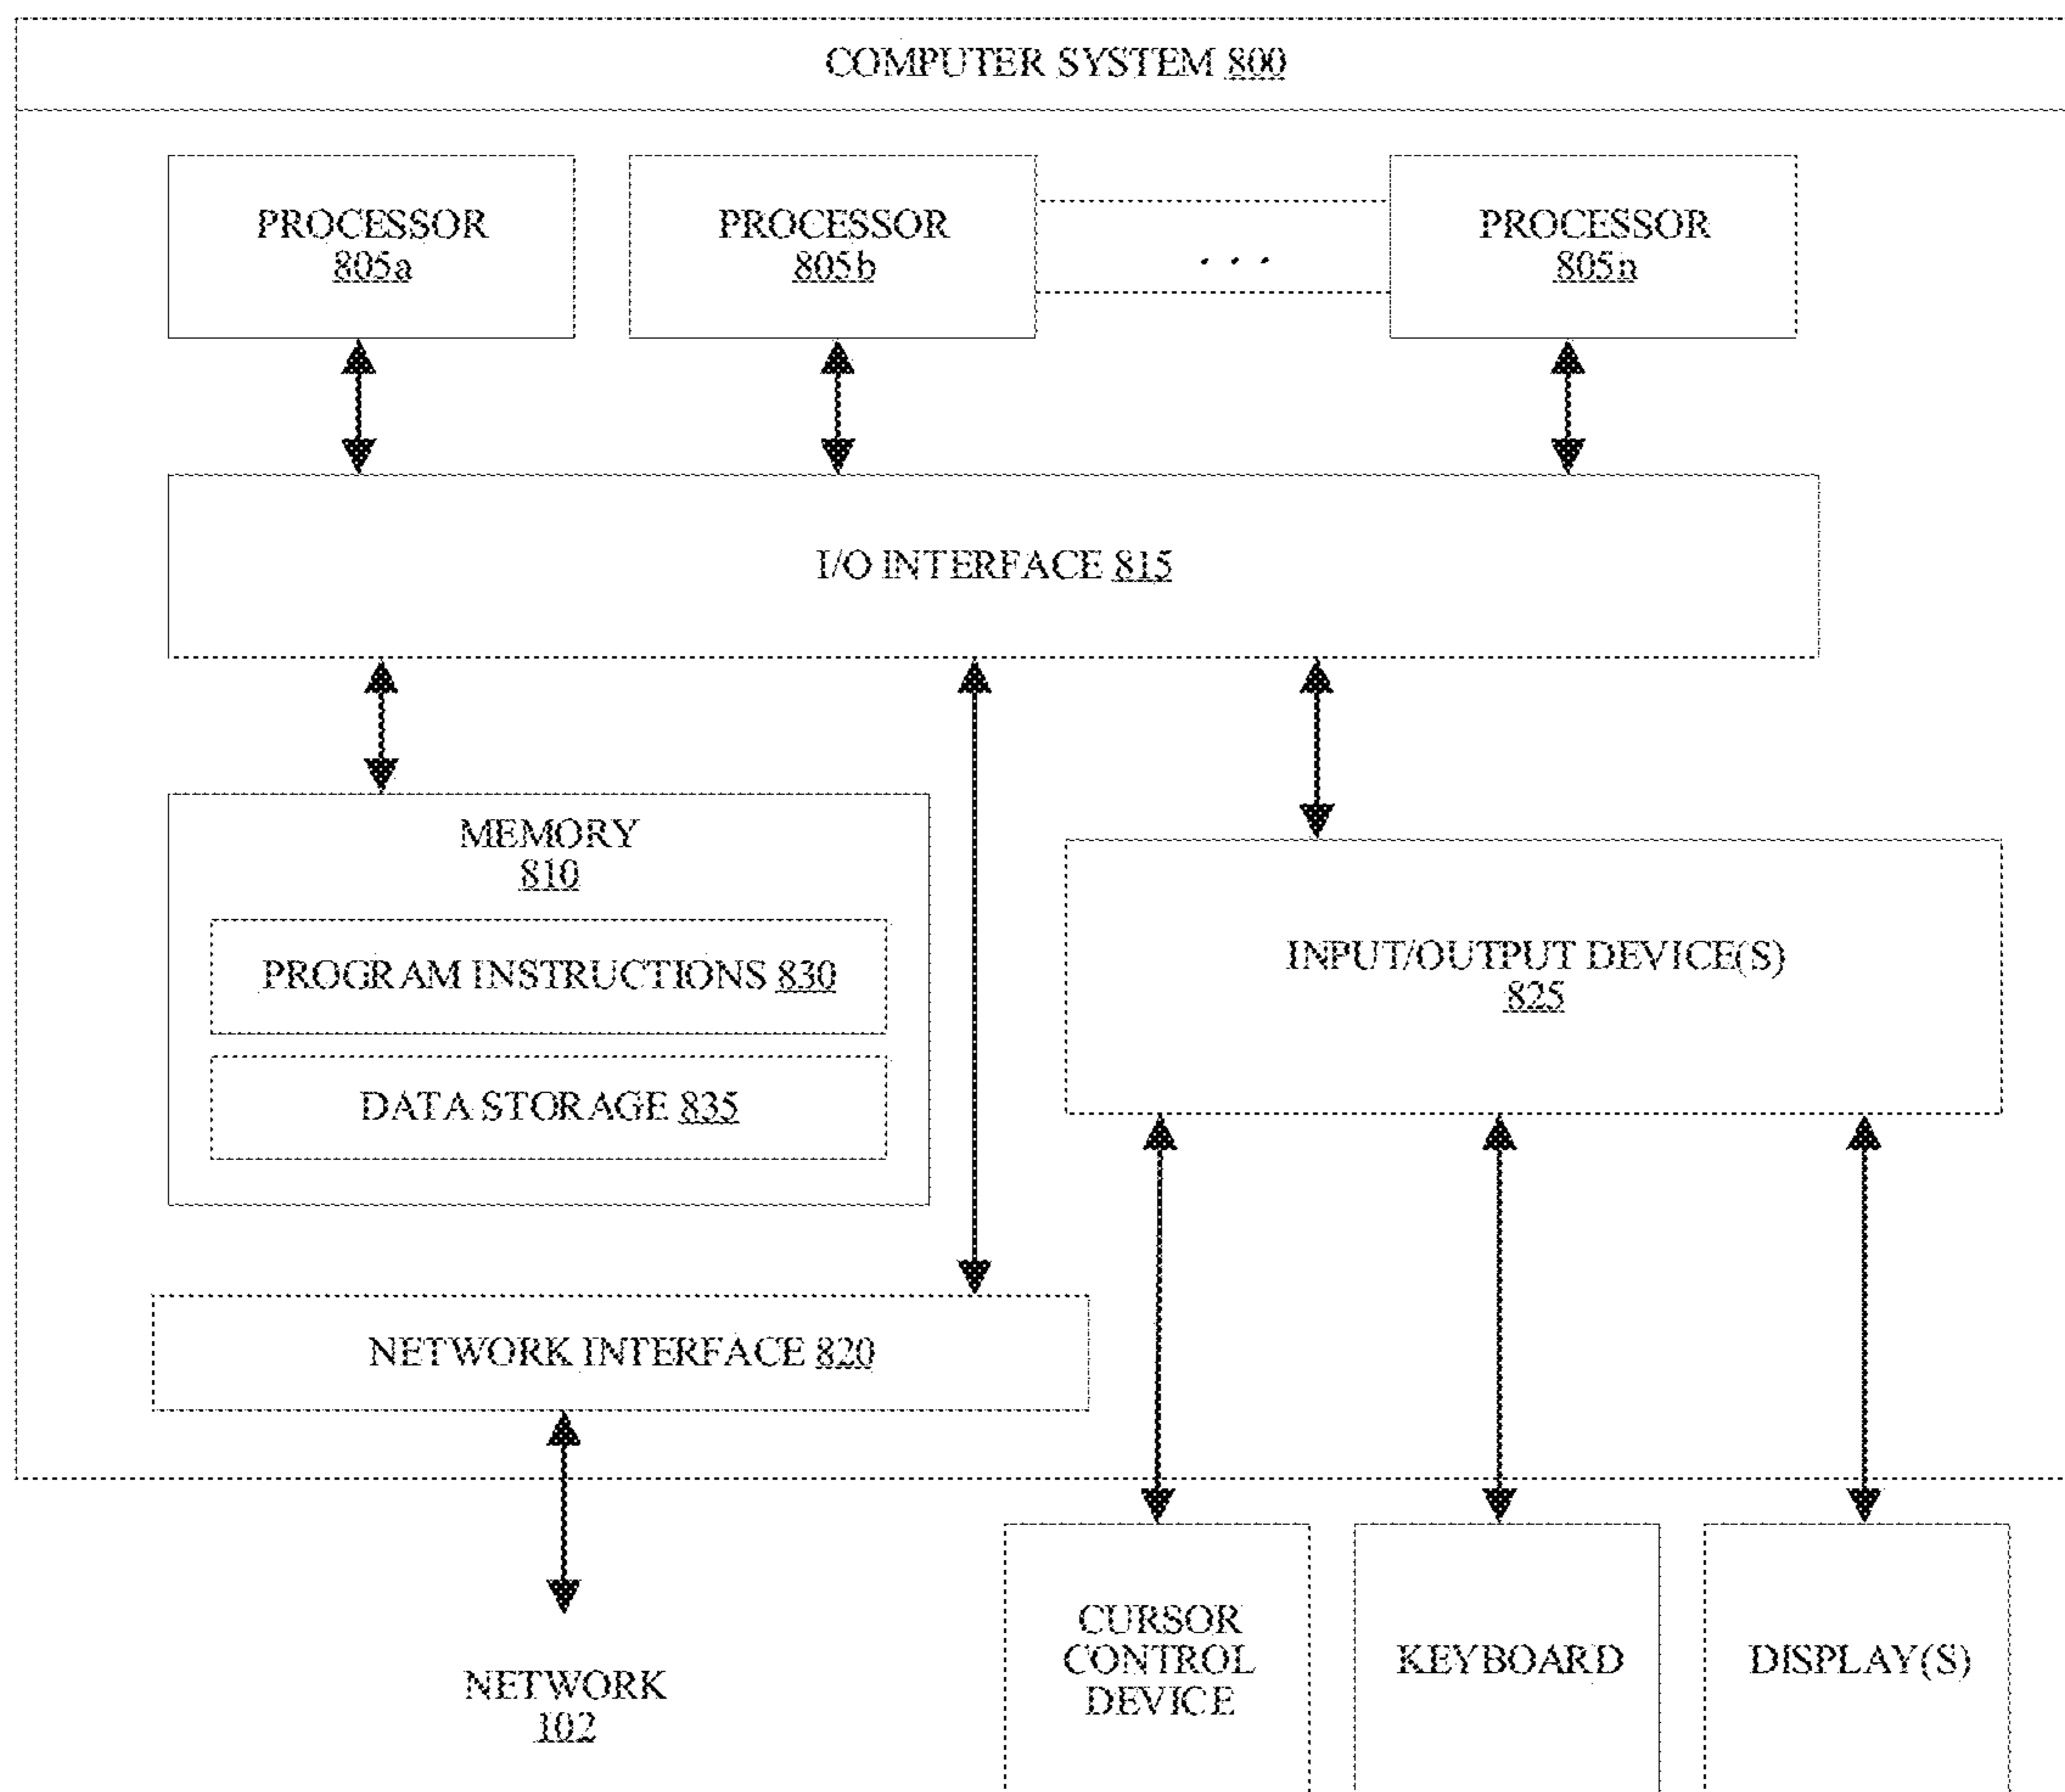 COMPUTER SYSTEM 800
PROCESSOR
805a
PROCESSOR
805b
. . .
PROCESSOR
805n
I/O INTERFACE 815
MEMORY
810
PROGRAM INSTRUCTIONS 830
DATA STORAGE 835
INPUT/OUTPUT DEVICE(S)
825
NETWORK INTERFACE 820
NETWORK
102
CURSOR
CONTROL
DEVICE
KEYBOARD
DISPLAY(S)